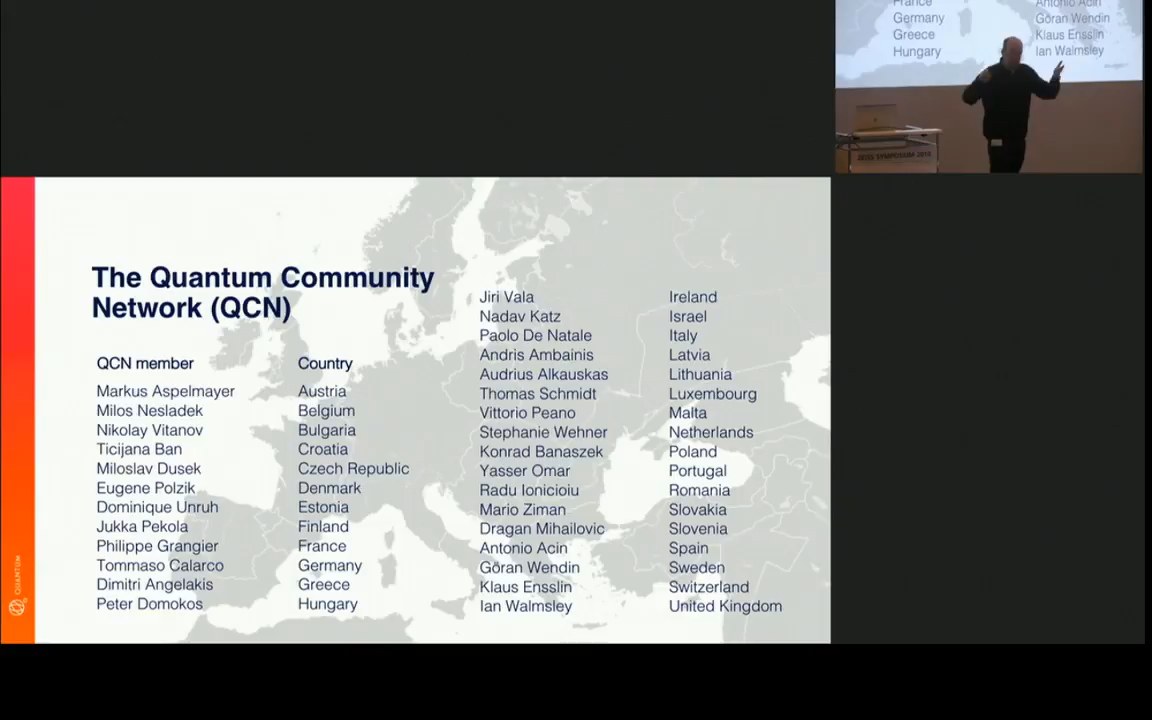 The Quantum Community
Network (QCN)
QCN member Country
Markus Aspelmayer Austria
Milos Nesladek Belgium
Nikolay Vitanov Bulgaria
Ticijana Ban Croatia
Miloslav Dusek Czech Republic
Eugene Polzik Denmark
Dominique Unruh Estonia
Jukka Pekola Finland
Philippe Grangier France
Tommaso Calarco Germany
Dimitri Angelakis Greece
Peter Domokos Hungary
Jiri Vala Ireland
Nadav Katz Israel
Paolo De Natale Italy
Andris Ambainis Latvia
Audrius Alkauskas Lithuania
Thomas Schmidt Luxembourg
Vittorio Peano Malta
Stephanie Wehner Netherlands
Konrad Banaszek Poland
Yasser Omar Portugal
Radu Ionicioiu Romania
Mario Ziman Slovakia
Dragan Mihailovic Slovenia
Antonio Acin Spain
Göran Wendin Sweden
Klaus Ensslin Switzerland
Ian Walmsley United Kingdom
QUANTUM
France Antonio Acin
Germany Göran Wendin
Greece Klaus Ensslin
Hungary Ian Walmsley
SYMPOSIUM 2018